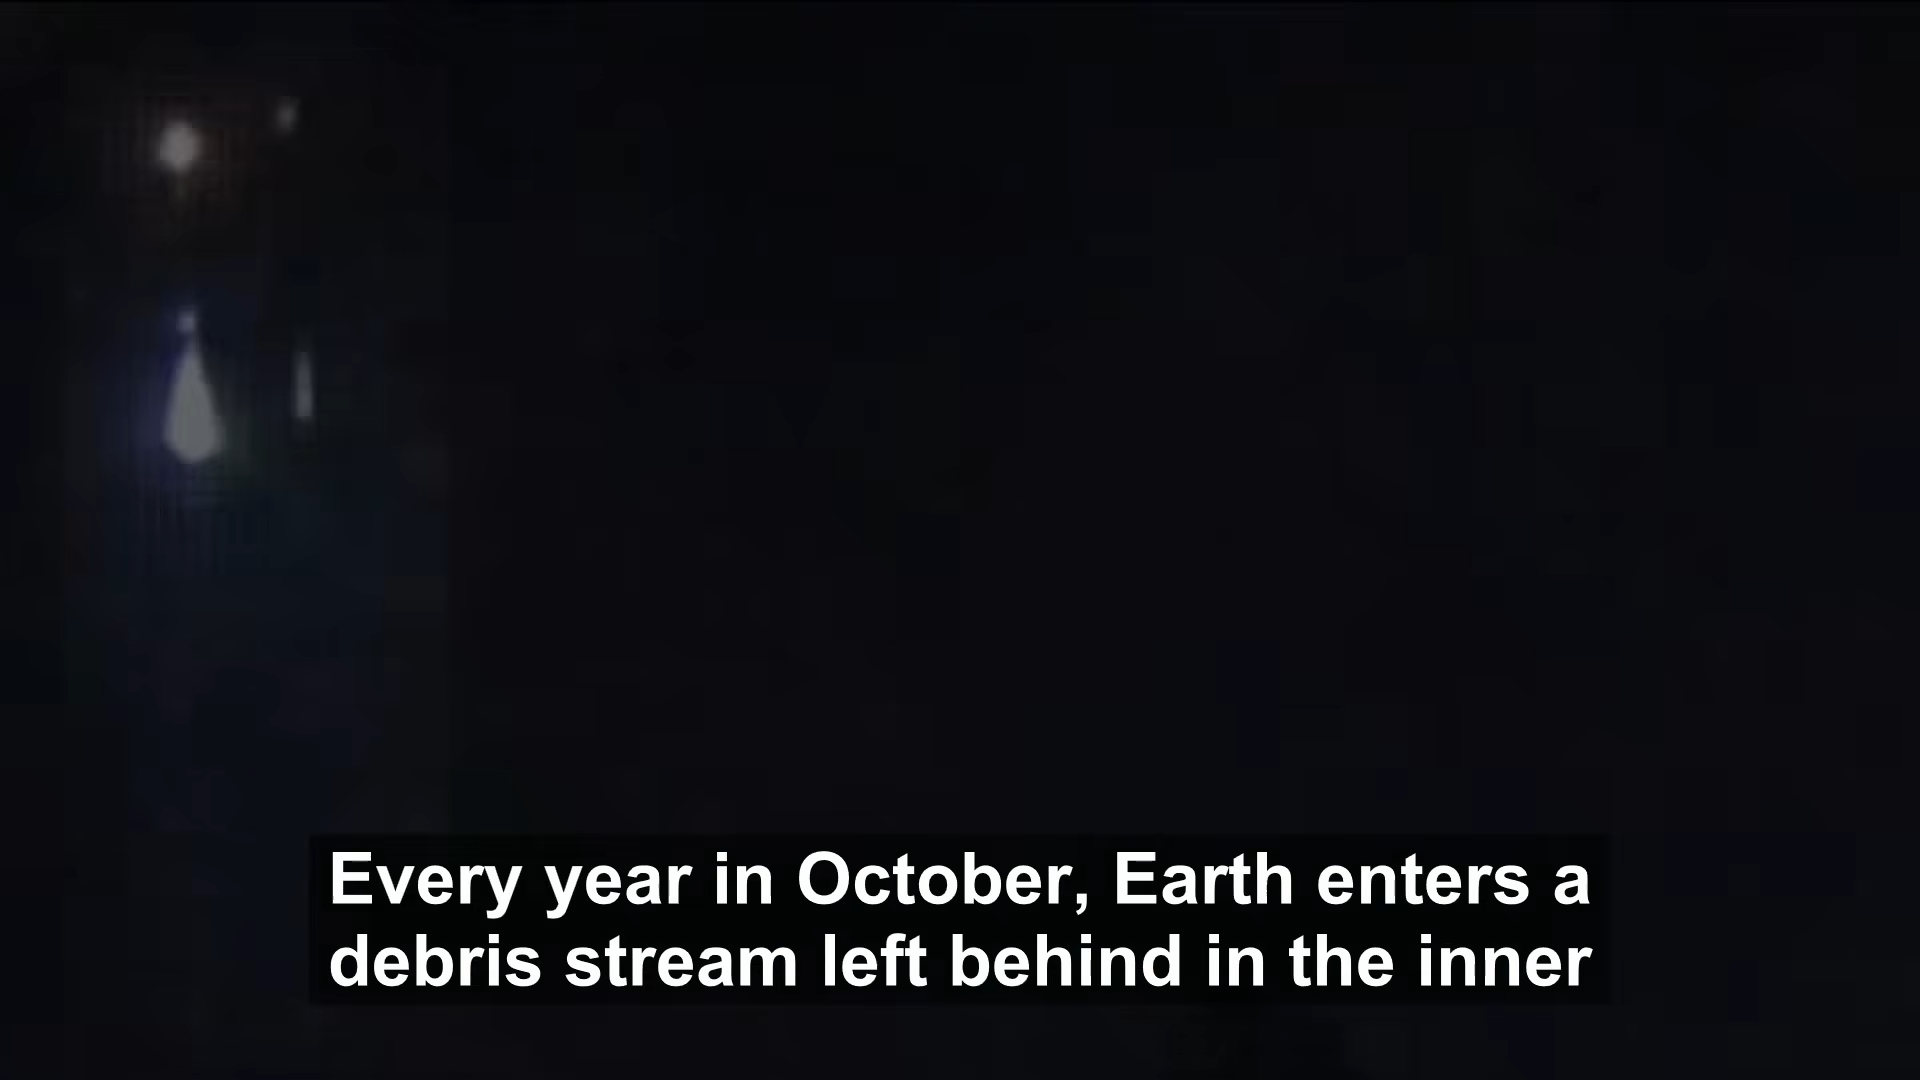 Every year in October, Earth enters a
debris stream left behind in the inner